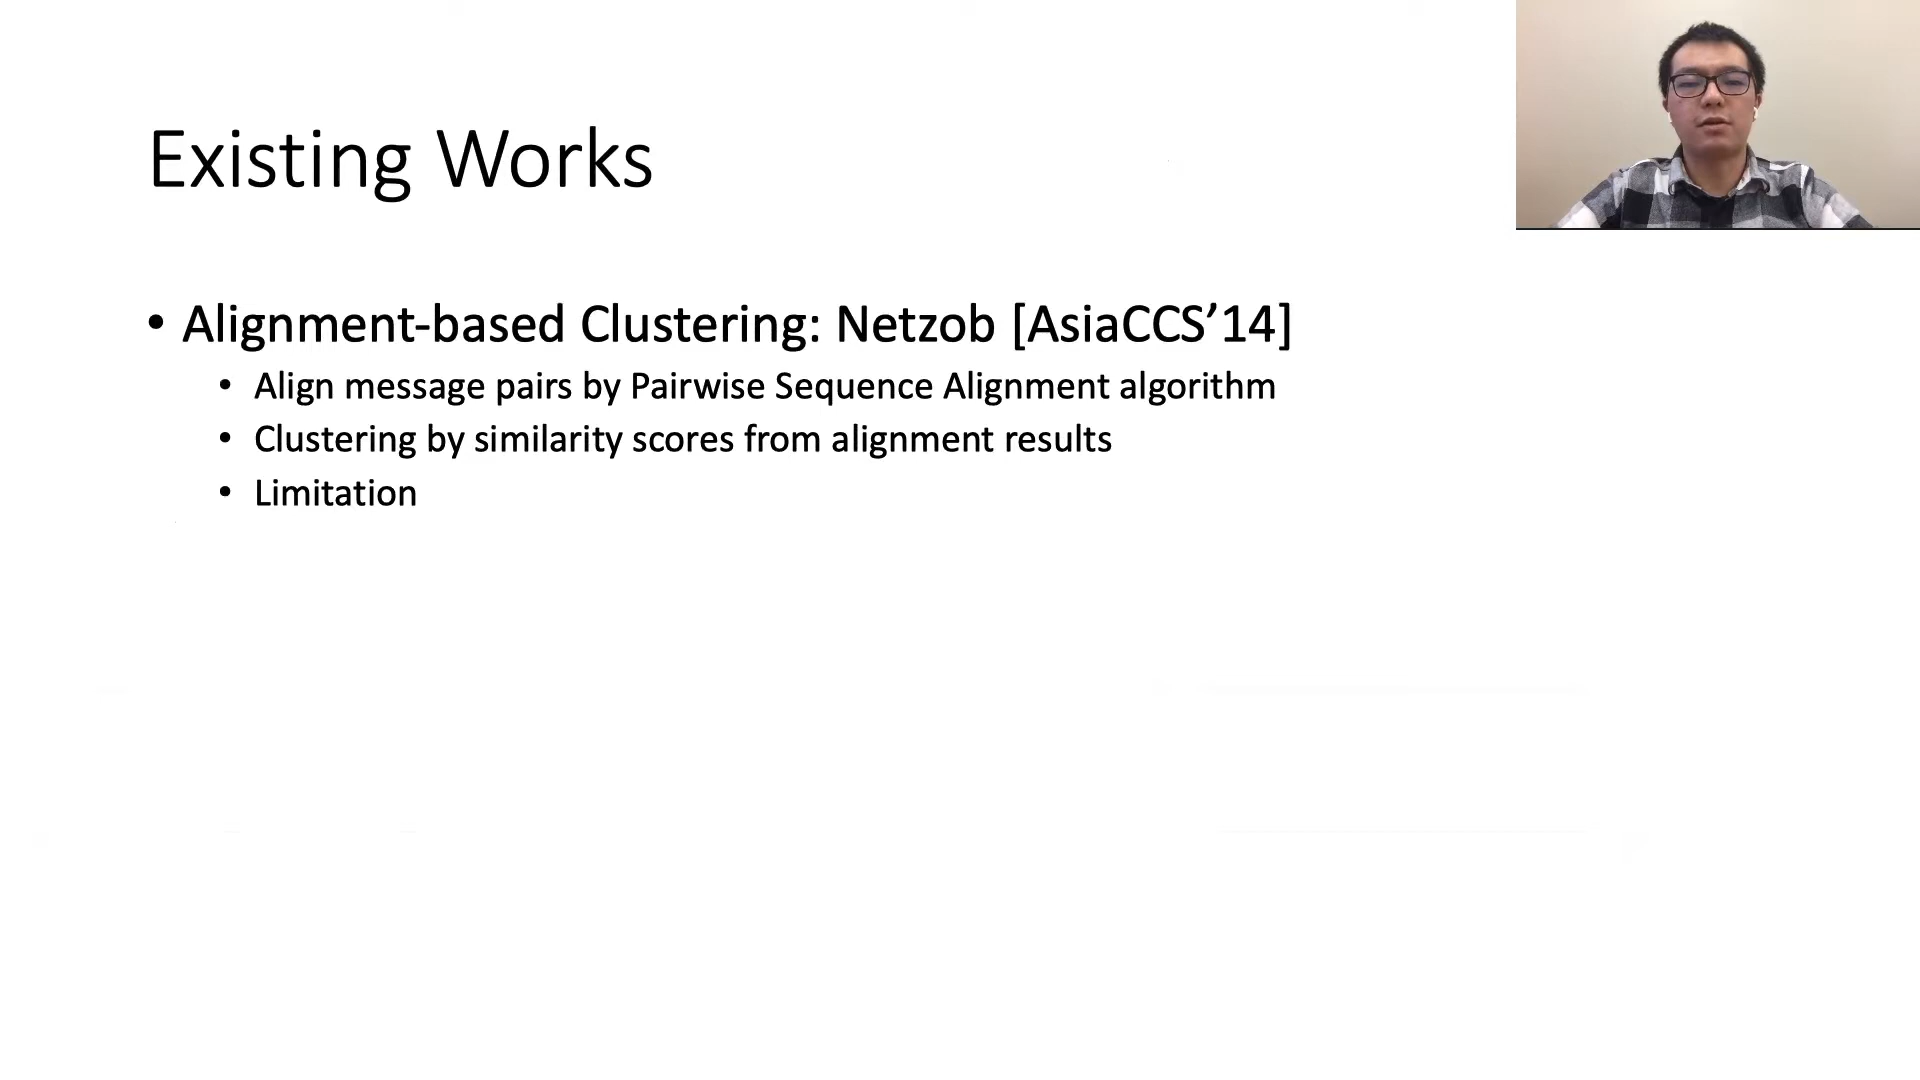 Existing Works
• Alignment-based Clustering: Netzob [AsiaCCS’14]
• Align message pairs by Pairwise Sequence Alignment algorithm
• Clustering by similarity scores from alignment results
• Limitation